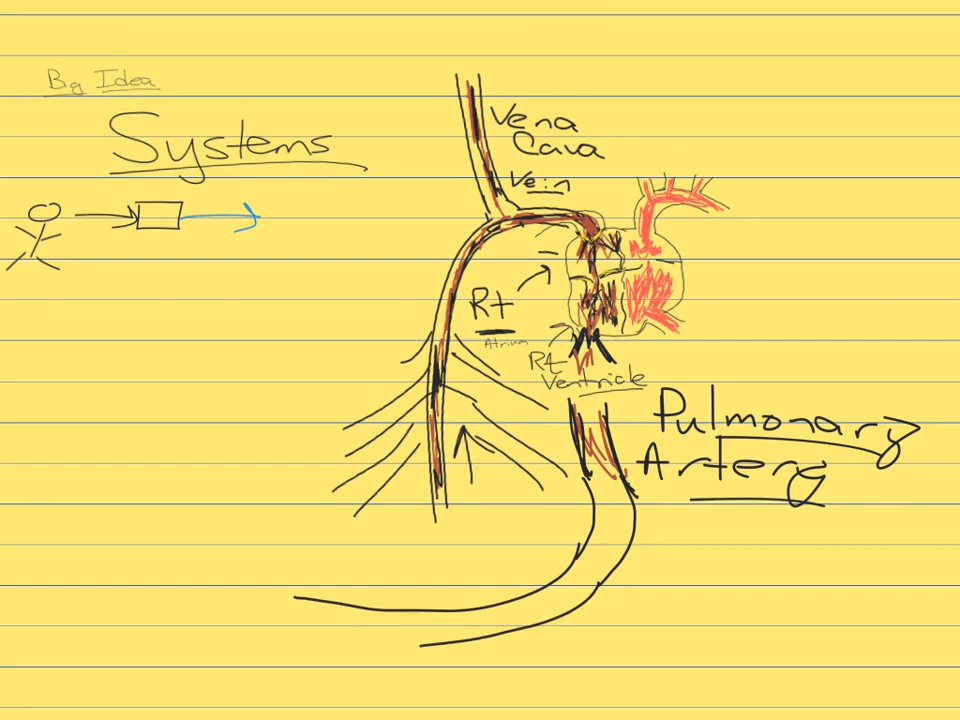 Big Idea
Systems
Vena
Cava
Vein
Rt
Atrium
Rt
Ventricle
Pulmonary
Artery